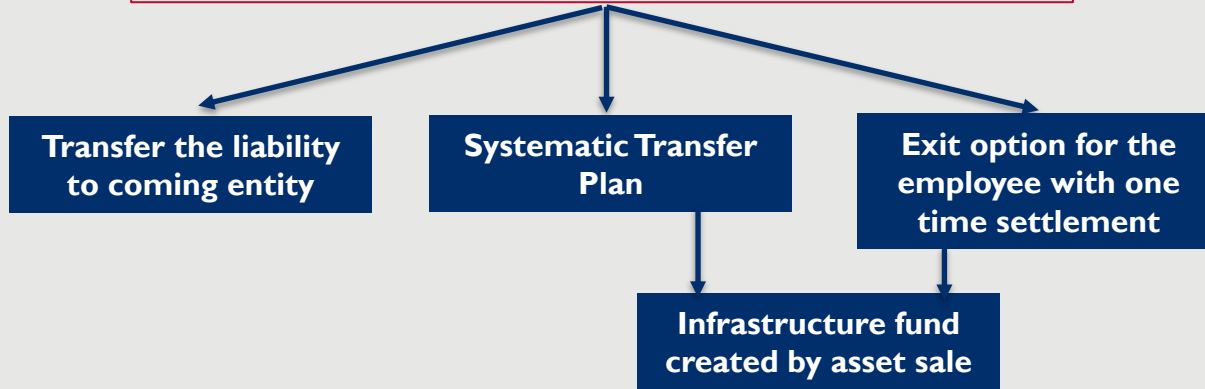 Transfer the liability
to coming entity
Systematic Transfer
Plan
Exit option for the
employee with one
time settlement
Infrastructure fund
created by asset sale